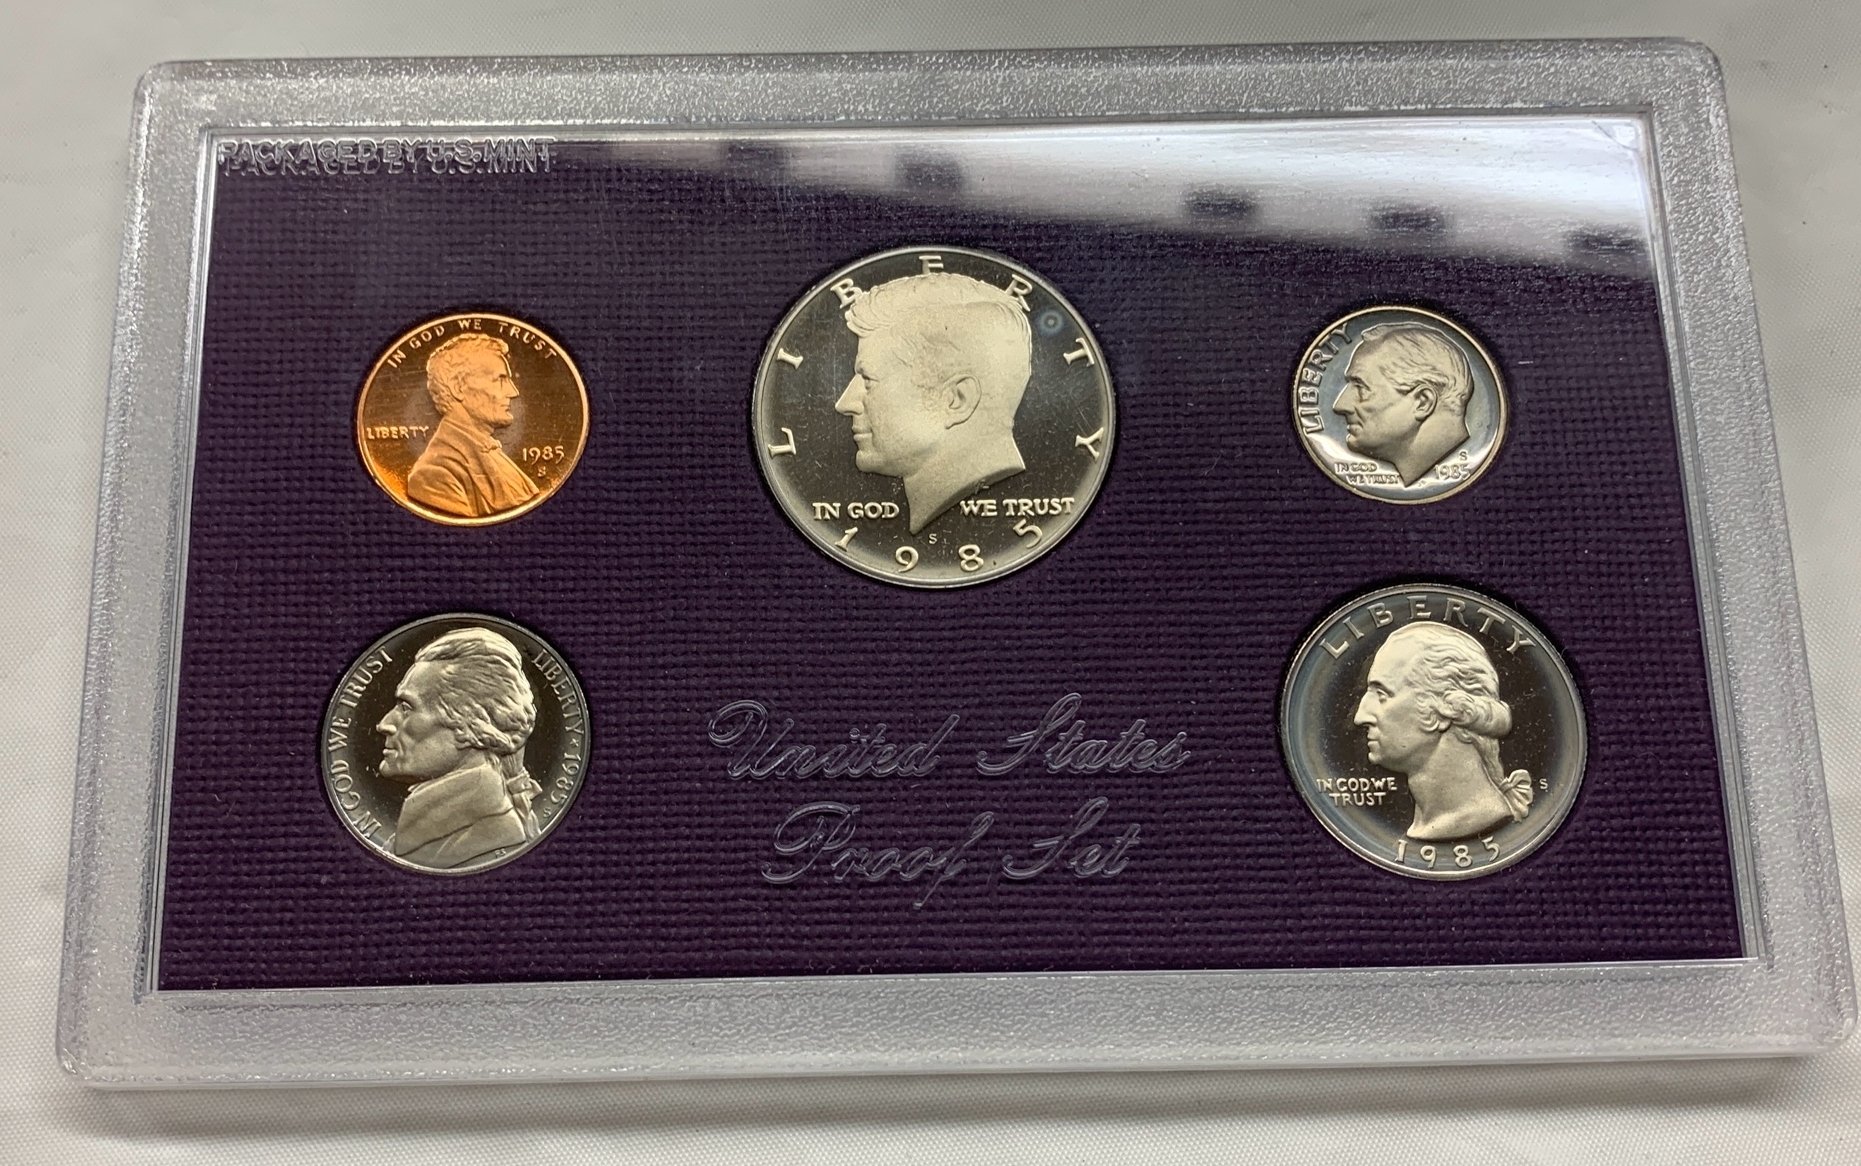 PACKAGED BY U.S. MINT
IN GOD WE TRUST
LIBERTY
1985
S
LIBERTY
IN GOD WE TRUST
S
1985
LIBERTY
IN GOD
WE TRUST
S
1985
IN GOD WE TRUST
LIBERTY * 1985
S
FS
United States
Proof Set
LIBERTY
IN GOD WE
TRUST
S
1985